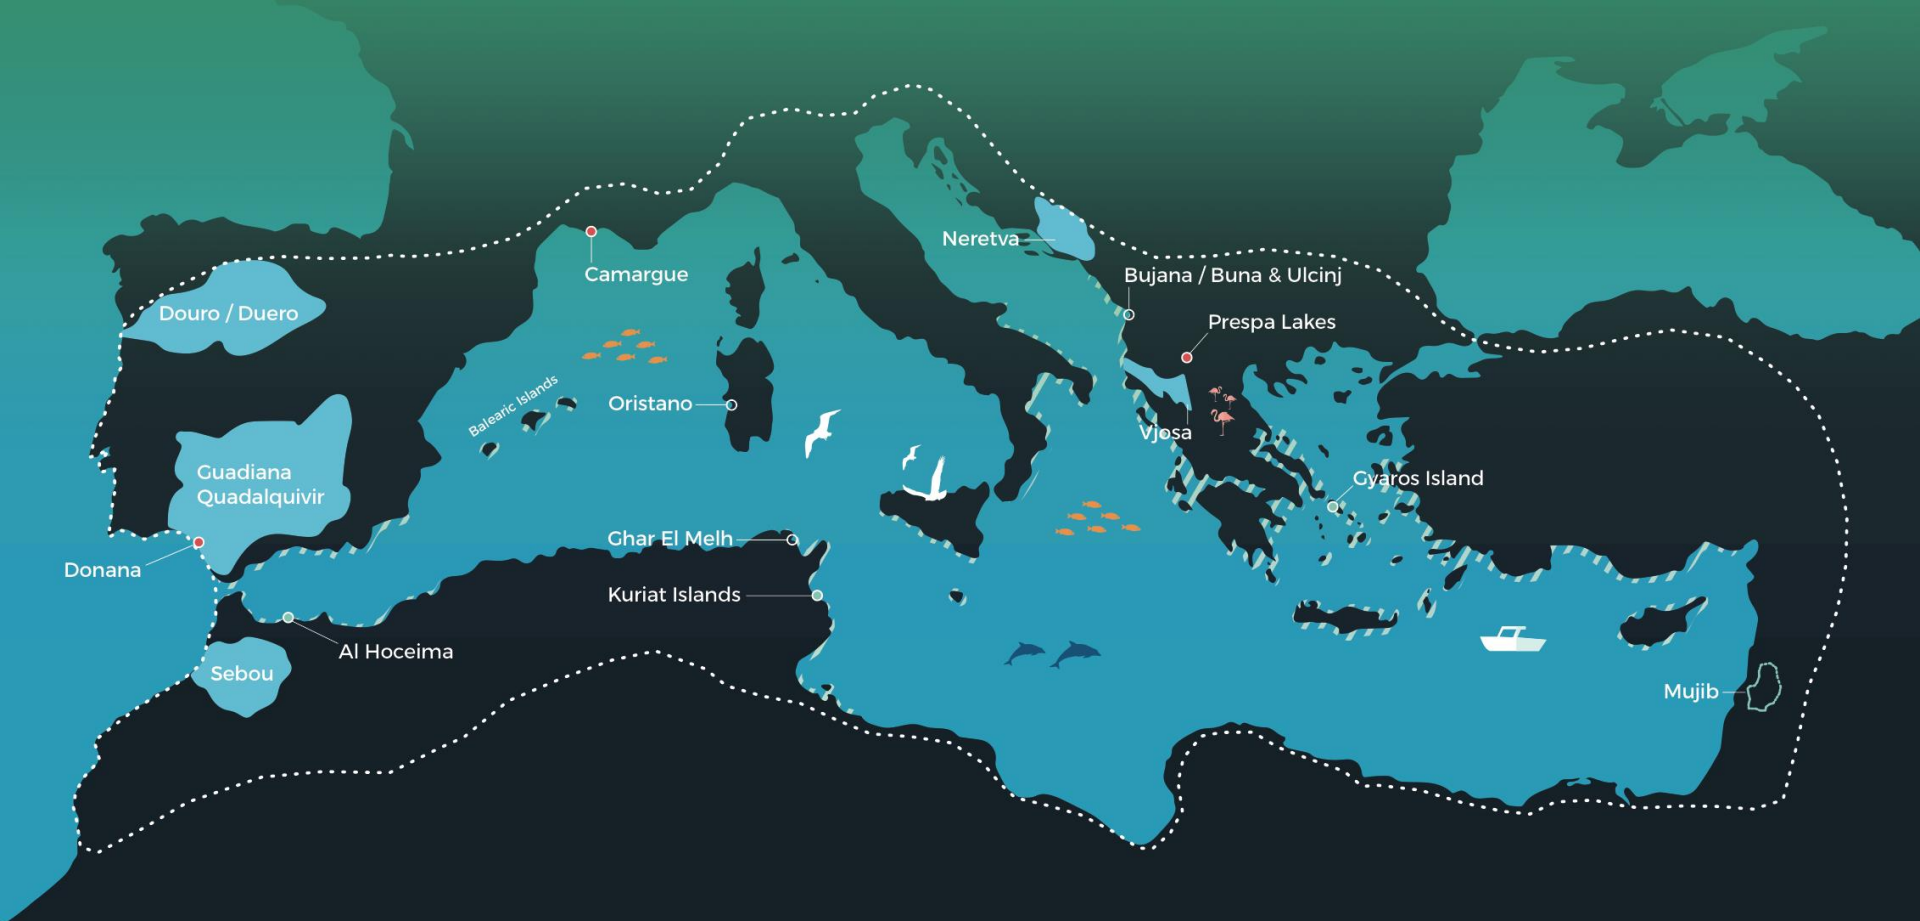 Neretva
Camargue
Bujana / Buna & Ulcinj
Douro / Duero
Prespa Lakes
Balearic Islands
Oristano
Vjosa
Guadiana
Quadalquivir
Gyaros Island
Ghar El Melh
Donana
Kuriat Islands
Al Hoceima
Sebou
Mujib